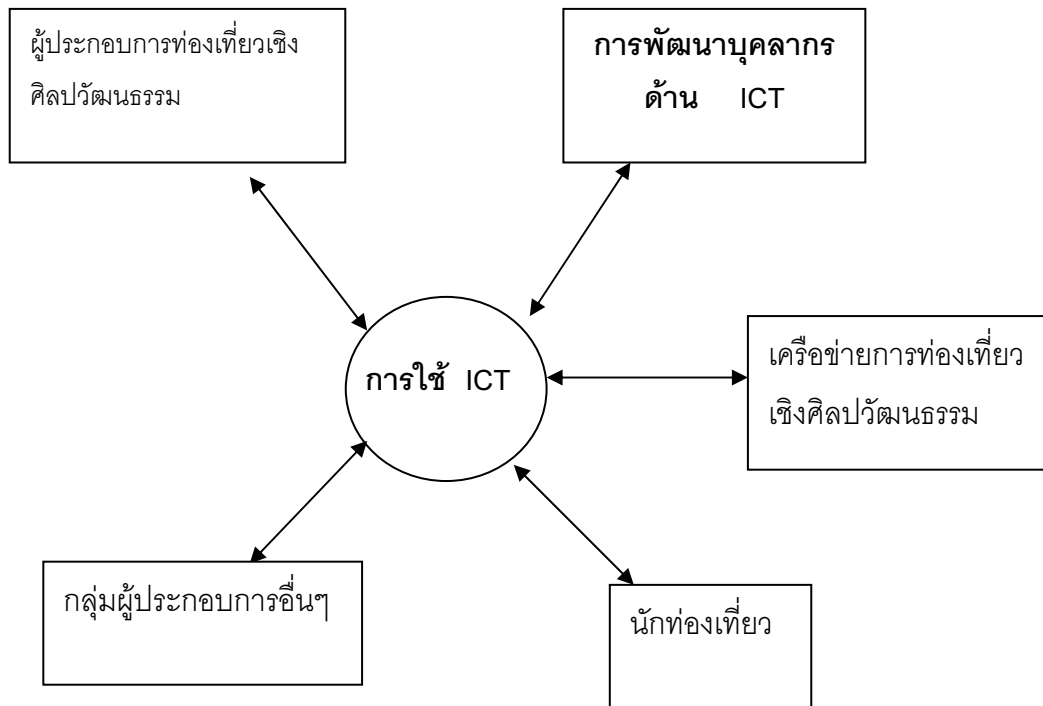 ผู้ประกอบการท่องเที่ยวเชิง
ศิลปวัฒนธรรม
การพัฒนาบุคลากร
ด้าน ICT
การใช้ ICT
เครือข่ายการท่องเที่ยว
เชิงศิลปวัฒนธรรม
กลุ่มผู้ประกอบการอื่นๆ
นักท่องเที่ยว